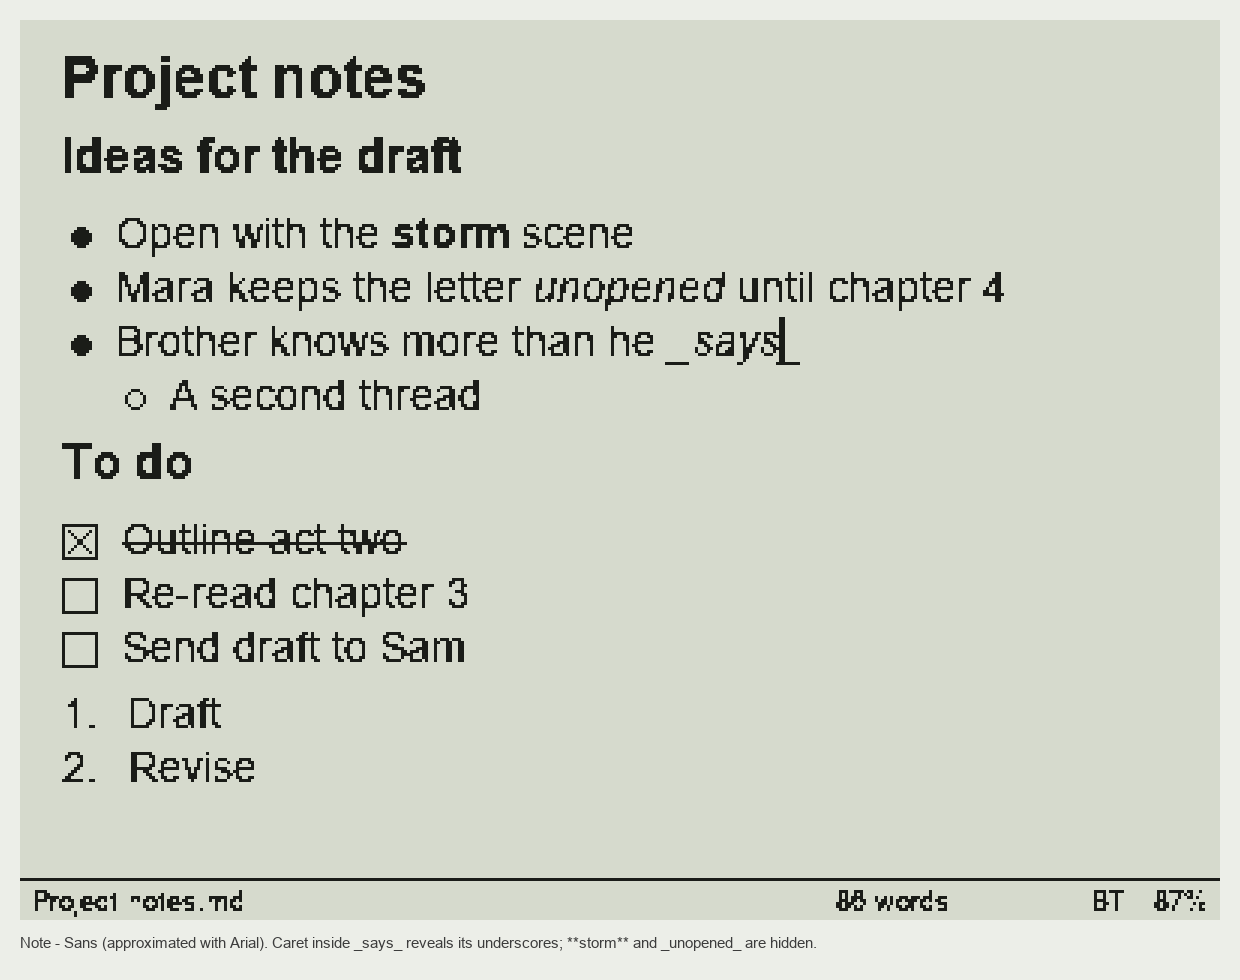 Project notes
Ideas for the draft
Open with the storm scene
Mara keeps the letter unopened until chapter 4
Brother knows more than he _says_
A second thread
To do
Outline act two
Re-read chapter 3
Send draft to Sam
1. Draft
2. Revise
Project notes.md 86 words BT 87%
Note - Sans (approximated with Arial). Caret inside _says_ reveals its underscores; **storm** and _unopened_ are hidden.